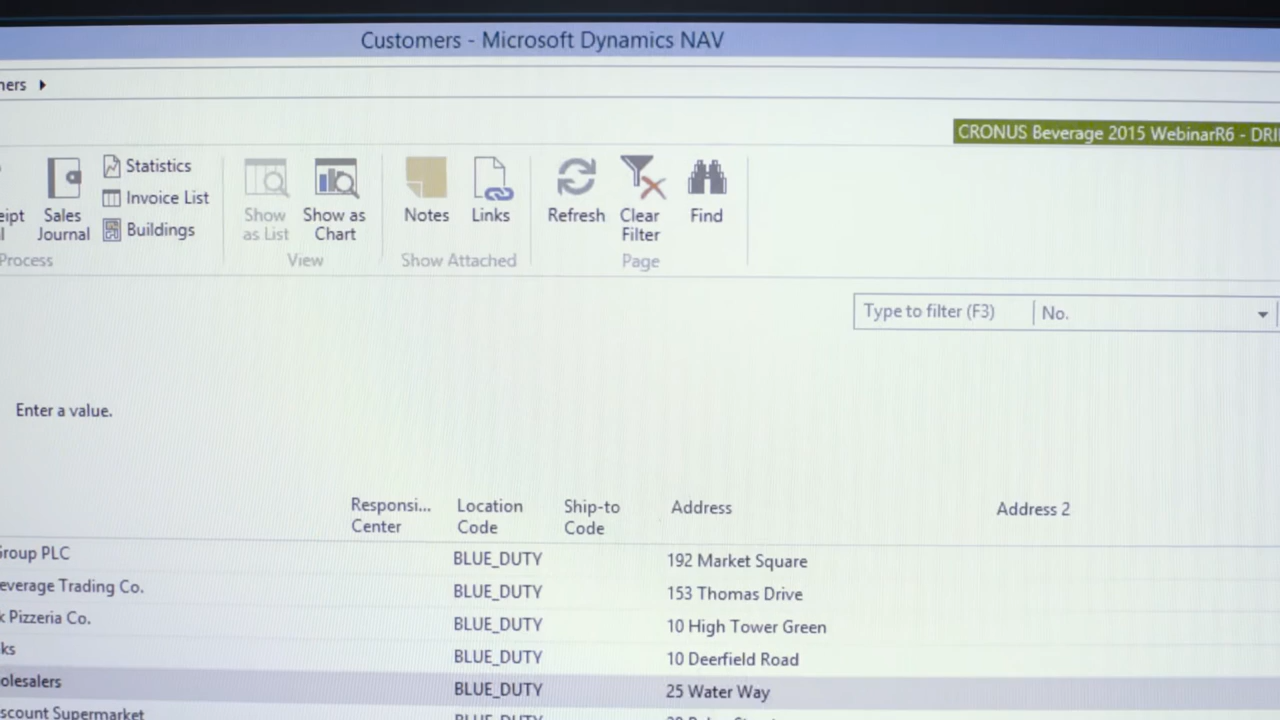 Customers - Microsoft Dynamics NAV
ners
CRONUS Beverage 2015 WebinarR6 - DRI
eipt
Sales Journal
Statistics
Invoice List
Buildings
Process
Show as List
Show as Chart
View
Notes
Links
Show Attached
Refresh
Clear Filter
Find
Page
Type to filter (F3) No.
Enter a value.
Responsi... Center
Location Code
Ship-to Code
Address
Address 2
Group PLC BLUE_DUTY 192 Market Square
everage Trading Co. BLUE_DUTY 153 Thomas Drive
k Pizzeria Co. BLUE_DUTY 10 High Tower Green
ks BLUE_DUTY 10 Deerfield Road
olesalers BLUE_DUTY 25 Water Way
scount Supermarket BLUE_DUTY